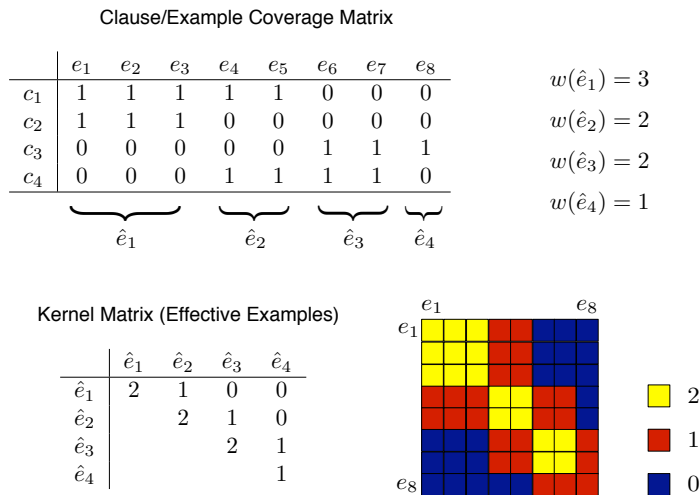 Clause/Example Coverage Matrix
e₁ e₂ e₃ e₄ e₅ e₆ e₇ e₈
c₁ 1 1 1 1 1 0 0 0
c₂ 1 1 1 0 0 0 0 0
c₃ 0 0 0 0 0 1 1 1
c₄ 0 0 0 1 1 1 1 0
ê₁ ê₂ ê₃ ê₄
w(ê₁) = 3
w(ê₂) = 2
w(ê₃) = 2
w(ê₄) = 1
Kernel Matrix (Effective Examples)
ê₁ ê₂ ê₃ ê₄
ê₁ 2 1 0 0
ê₂ 2 1 0
ê₃ 2 1
ê₄ 1
e₁ e₈
e₁
e₈
2
1
0